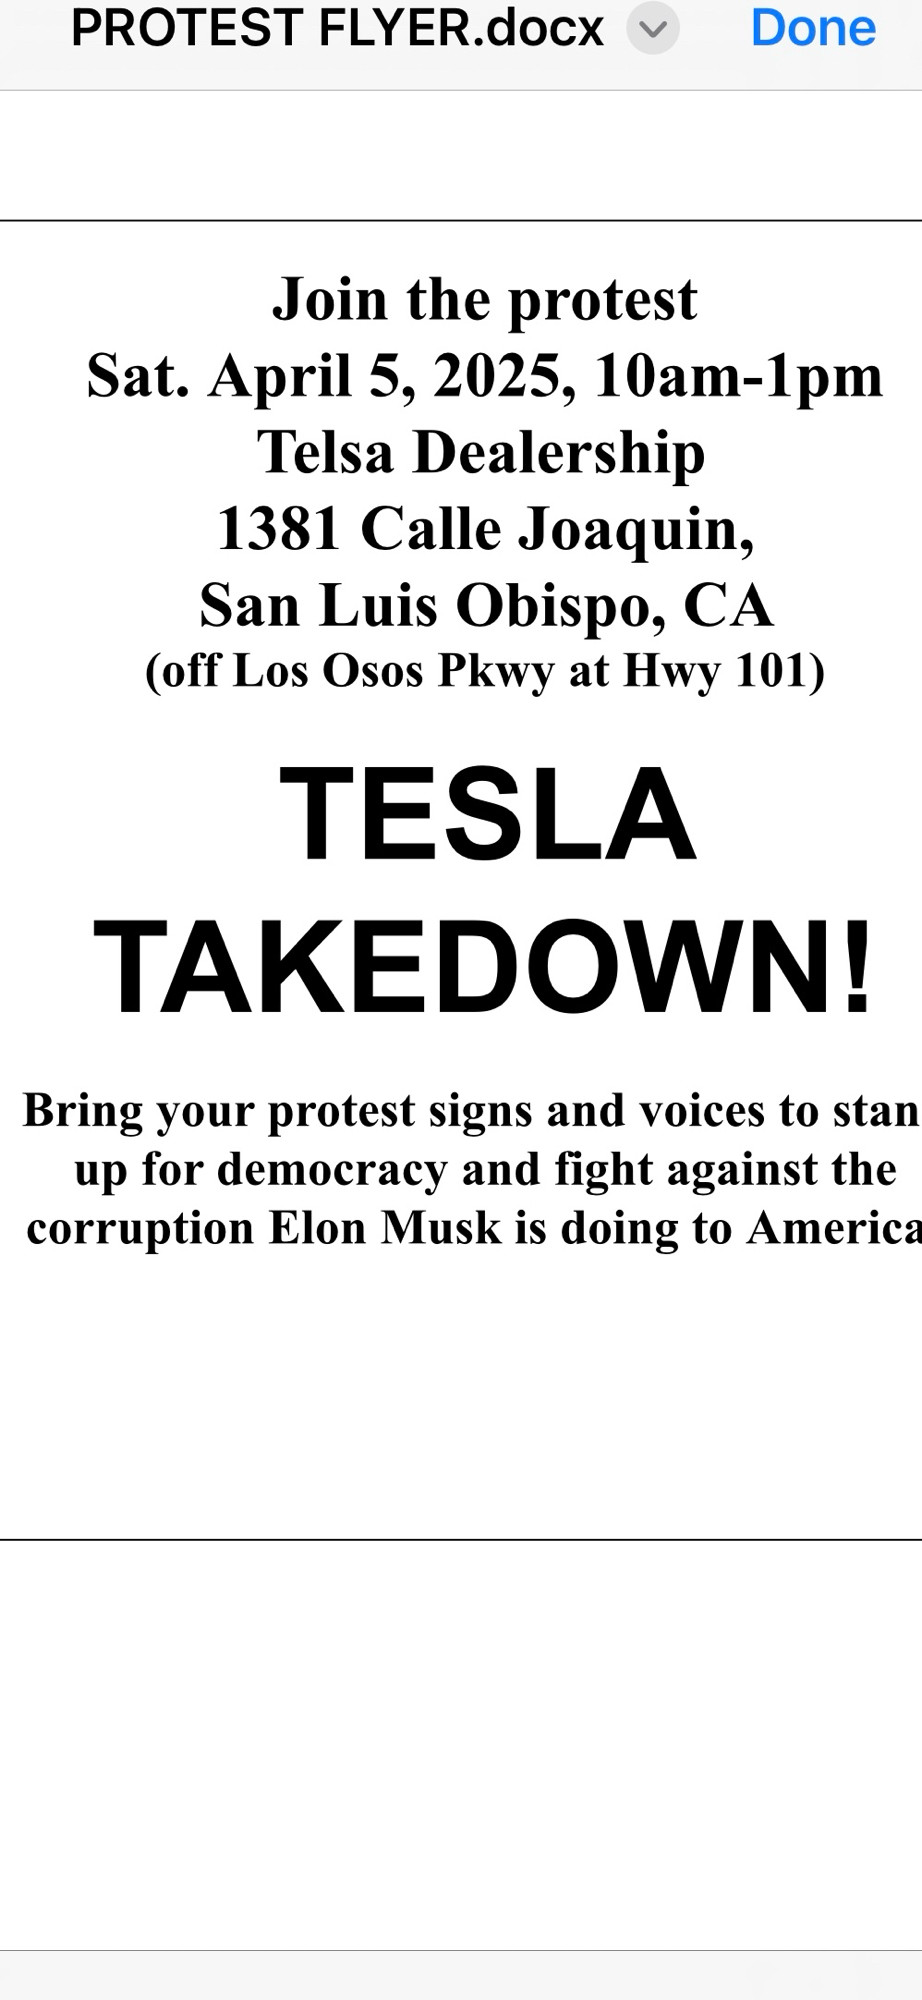 PROTEST FLYER.docx
Done
Join the protest
Sat. April 5, 2025, 10am-1pm
Telsa Dealership
1381 Calle Joaquin,
San Luis Obispo, CA
(off Los Osos Pkwy at Hwy 101)
TESLA
TAKEDOWN!
Bring your protest signs and voices to stan
up for democracy and fight against the
corruption Elon Musk is doing to America